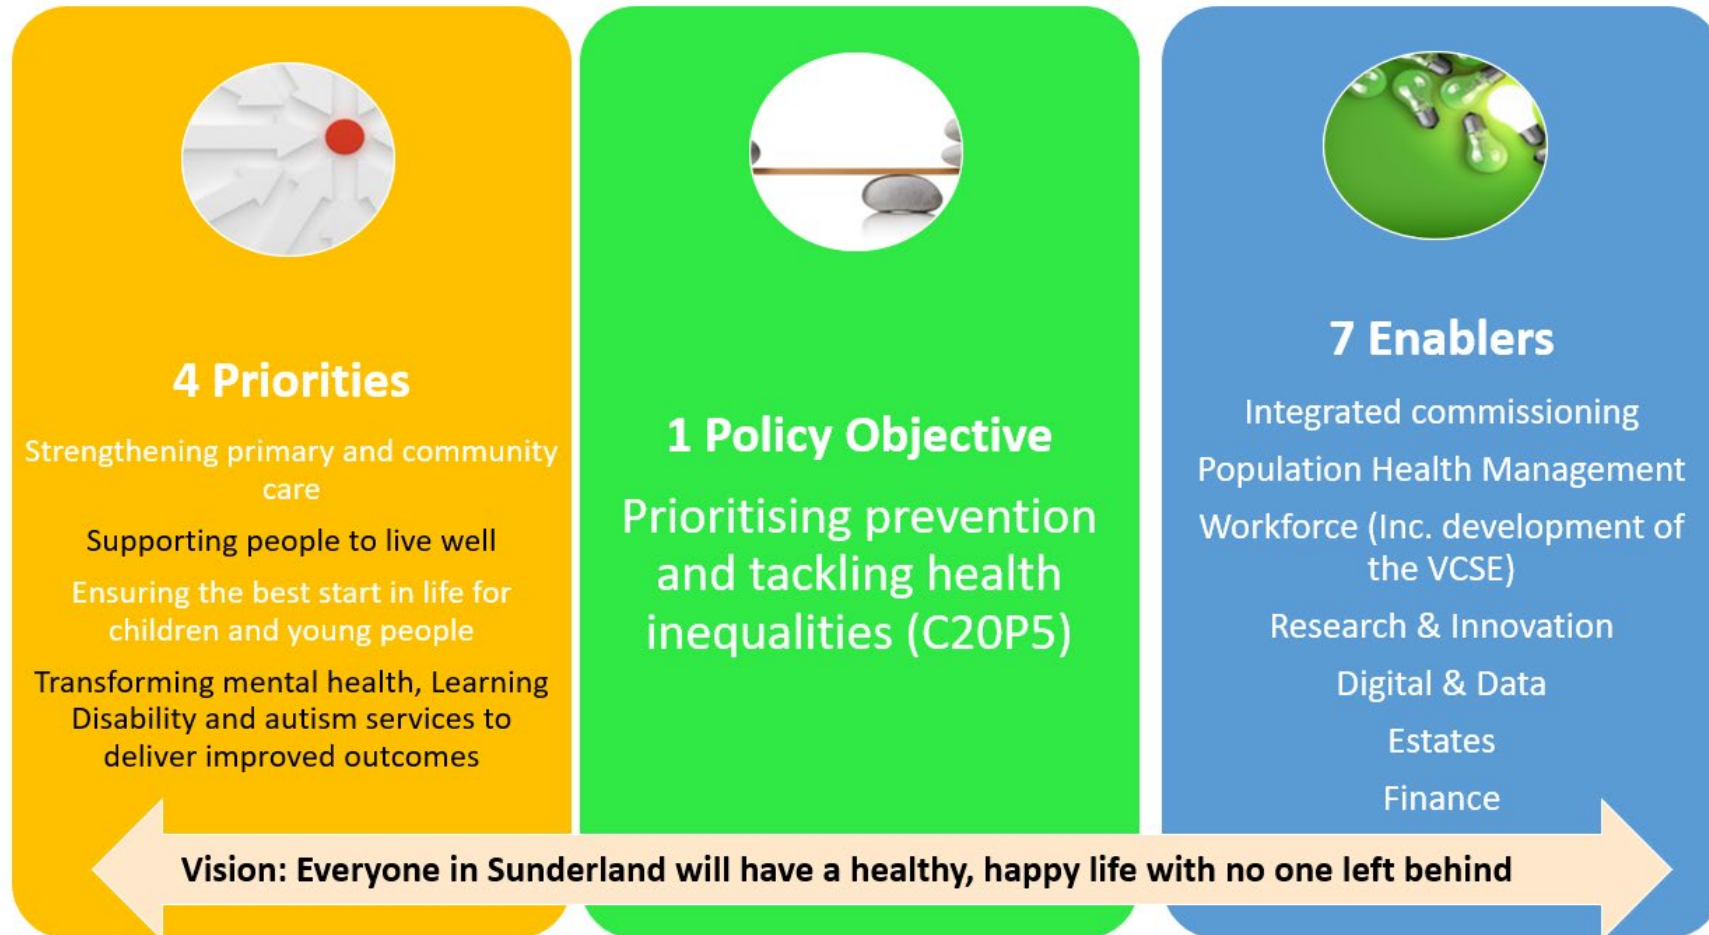 4 Priorities
Strengthening primary and community
care
Supporting people to live well
Ensuring the best start in life for
children and young people
Transforming mental health, Learning
Disability and autism services to
deliver improved outcomes
1 Policy Objective
Prioritising prevention
and tackling health
inequalities (C20P5)
7 Enablers
Integrated commissioning
Population Health Management
Workforce (Inc. development of
the VCSE)
Research & Innovation
Digital & Data
Estates
Finance
Vision: Everyone in Sunderland will have a healthy, happy life with no one left behind